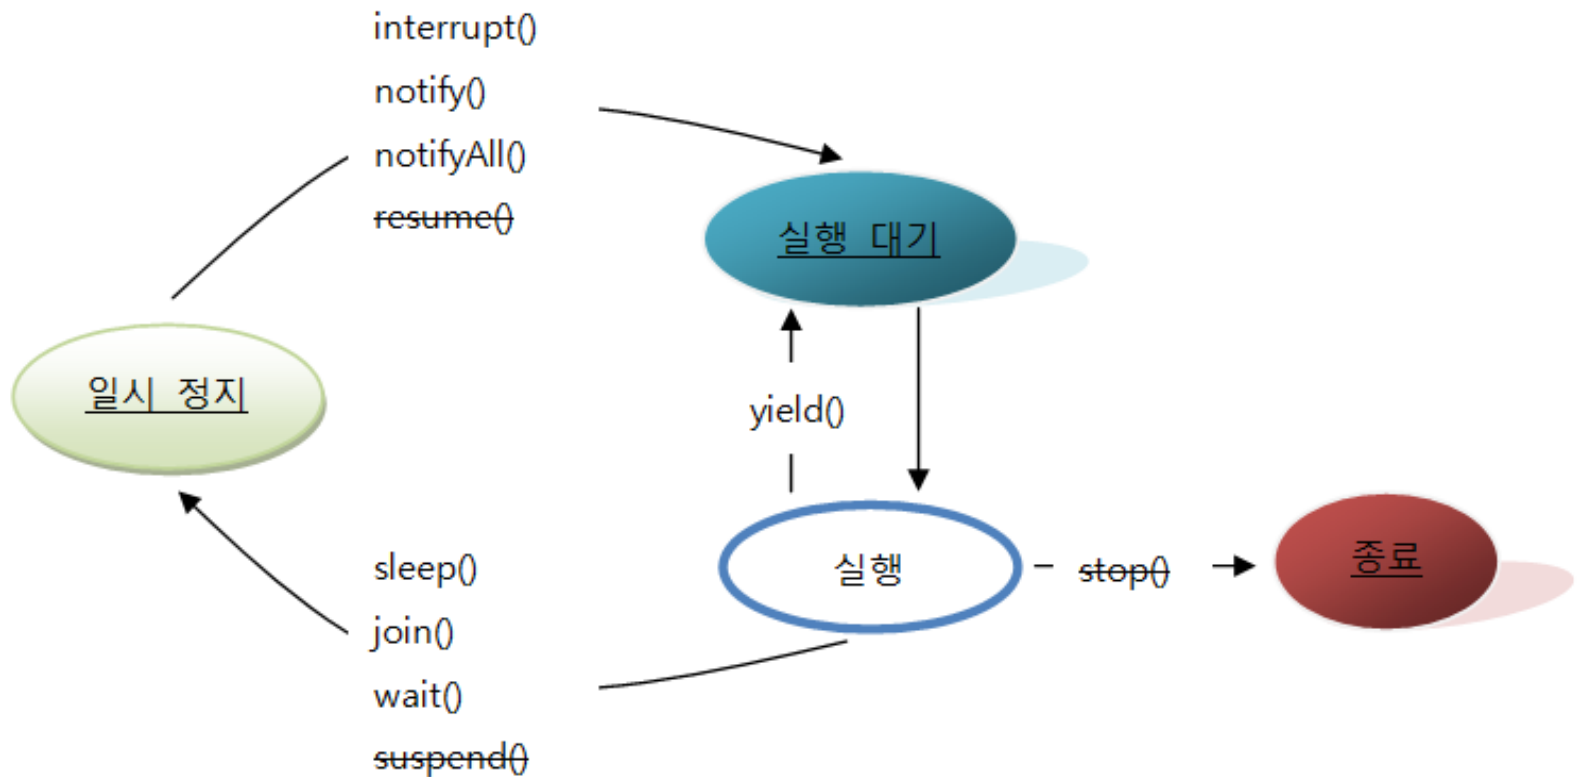 interrupt()
notify()
notifyAll()
resume()
실행 대기
일시 정지
yield()
실행
stop()
종료
sleep()
join()
wait()
suspend()